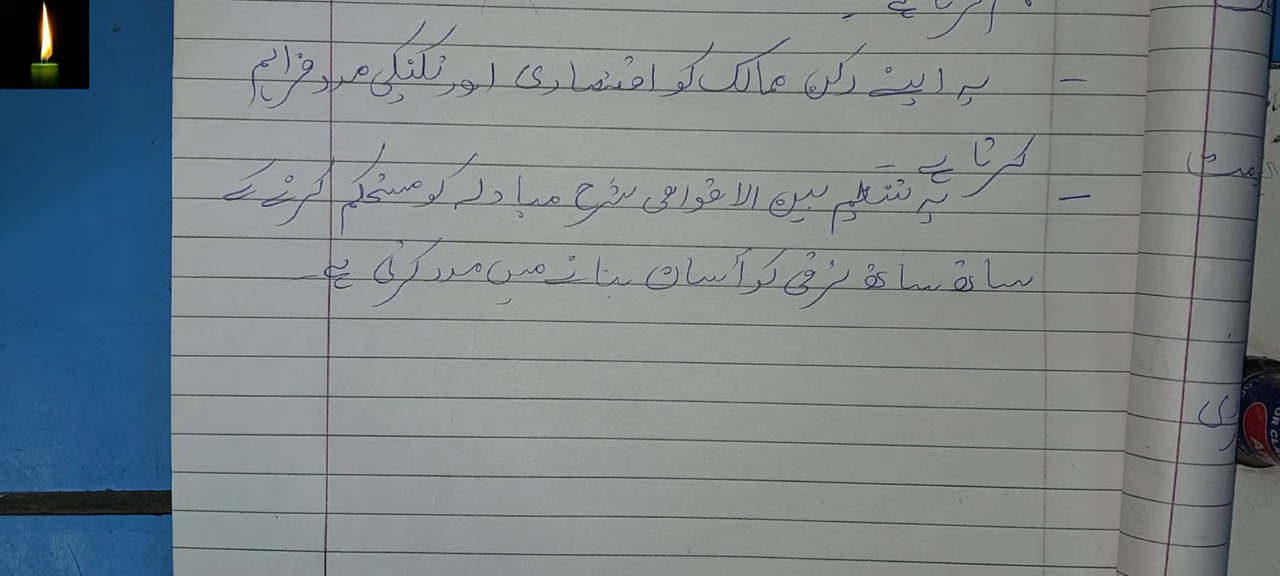 یہ اپنے رکن ممالک کو اقتصادی اور تکنیکی مدد فراہم
کرتا ہے۔
یہ تنظیم بین الاقوامی شرح مبادلہ کو مستحکم کرنے کے
ساتھ ساتھ ترقی کو آسان بنانے میں مدد کرتی ہے۔